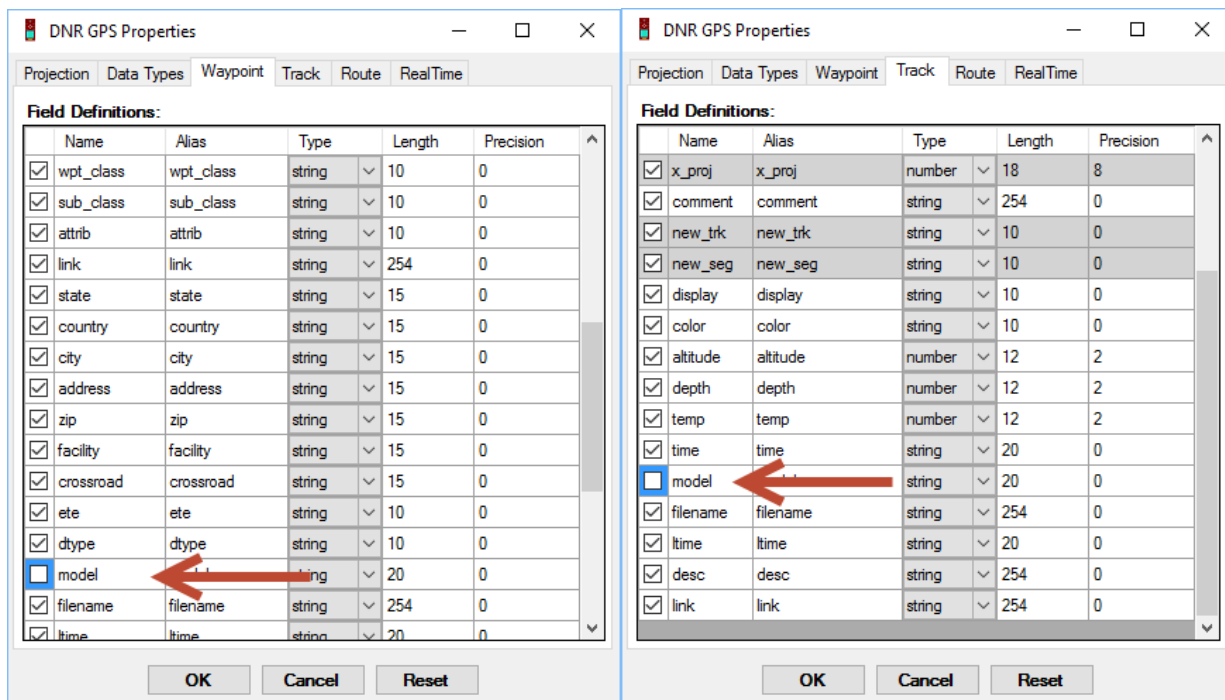 DNR GPS Properties
Projection Data Types Waypoint Track Route RealTime
Field Definitions:
Name Alias Type Length Precision
wpt_class wpt_class string 10 0
sub_class sub_class string 10 0
attrib attrib string 10 0
link link string 254 0
state state string 15 0
country country string 15 0
city city string 15 0
address address string 15 0
zip zip string 15 0
facility facility string 15 0
crossroad crossroad string 15 0
ete ete string 10 0
dtype dtype string 10 0
model 20 0
filename filename string 254 0
ltime ltime string 20 0
OK Cancel Reset
DNR GPS Properties
Projection Data Types Waypoint Track Route RealTime
Field Definitions:
Name Alias Type Length Precision
x_proj x_proj number 18 8
comment comment string 254 0
new_trk new_trk string 10 0
new_seg new_seg string 10 0
display display string 10 0
color color string 10 0
altitude altitude number 12 2
depth depth number 12 2
temp temp number 12 2
time time string 20 0
model string 20 0
filename filename string 254 0
ltime ltime string 20 0
desc desc string 254 0
link link string 254 0
OK Cancel Reset